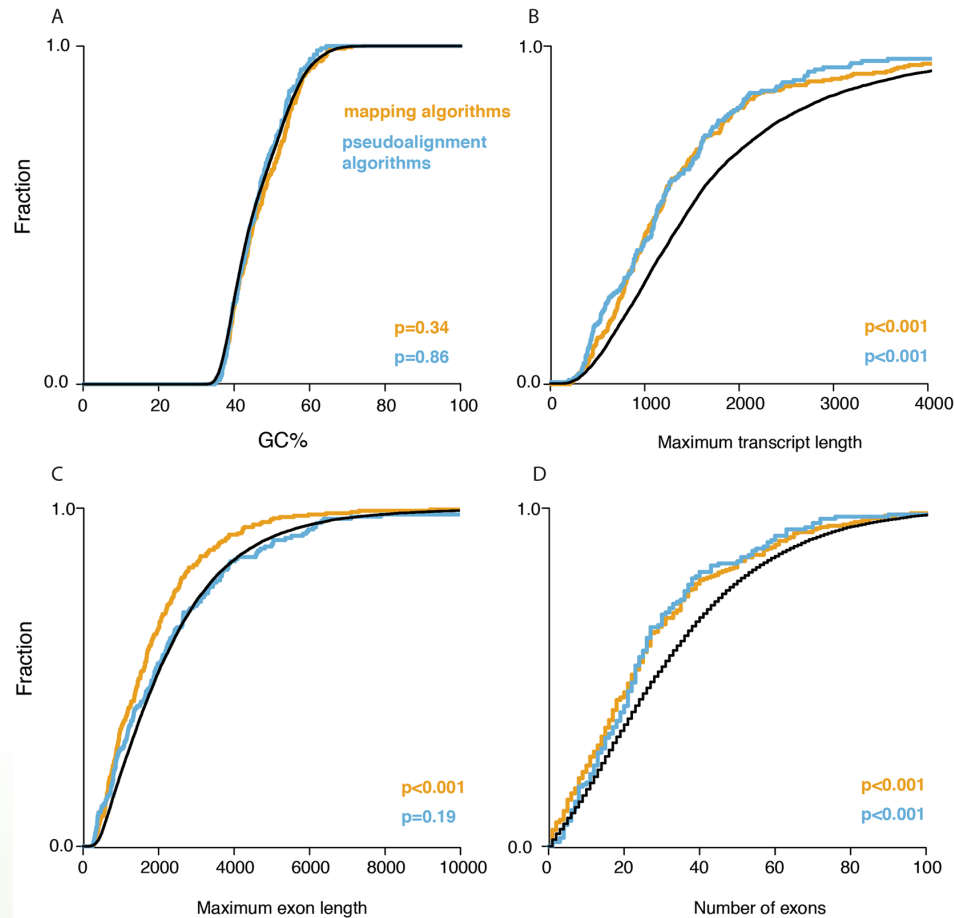 A
1.0
Fraction
mapping algorithms
pseudoalignment
algorithms
p=0.34
p=0.86
0.0
0 20 40 60 80 100
GC%
B
1.0
p<0.001
p<0.001
0.0
0 1000 2000 3000 4000
Maximum transcript length
C
1.0
Fraction
p<0.001
p=0.19
0.0
0 2000 4000 6000 8000 10000
Maximum exon length
D
1.0
p<0.001
p<0.001
0.0
0 20 40 60 80 100
Number of exons